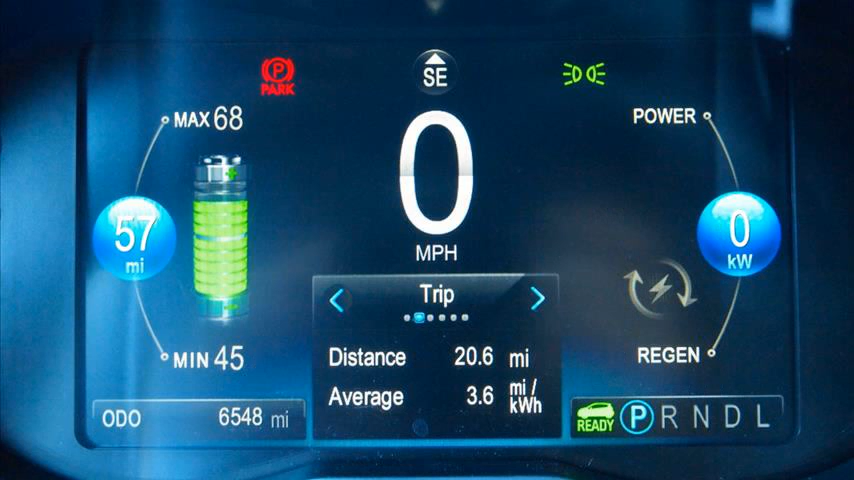 P
PARK
SE
MAX 68
POWER
0
57
mi
0
kW
MPH
Trip
MIN 45
REGEN
Distance 20.6 mi
Average 3.6 mi/kWh
ODO 6548 mi
READY P R N D L